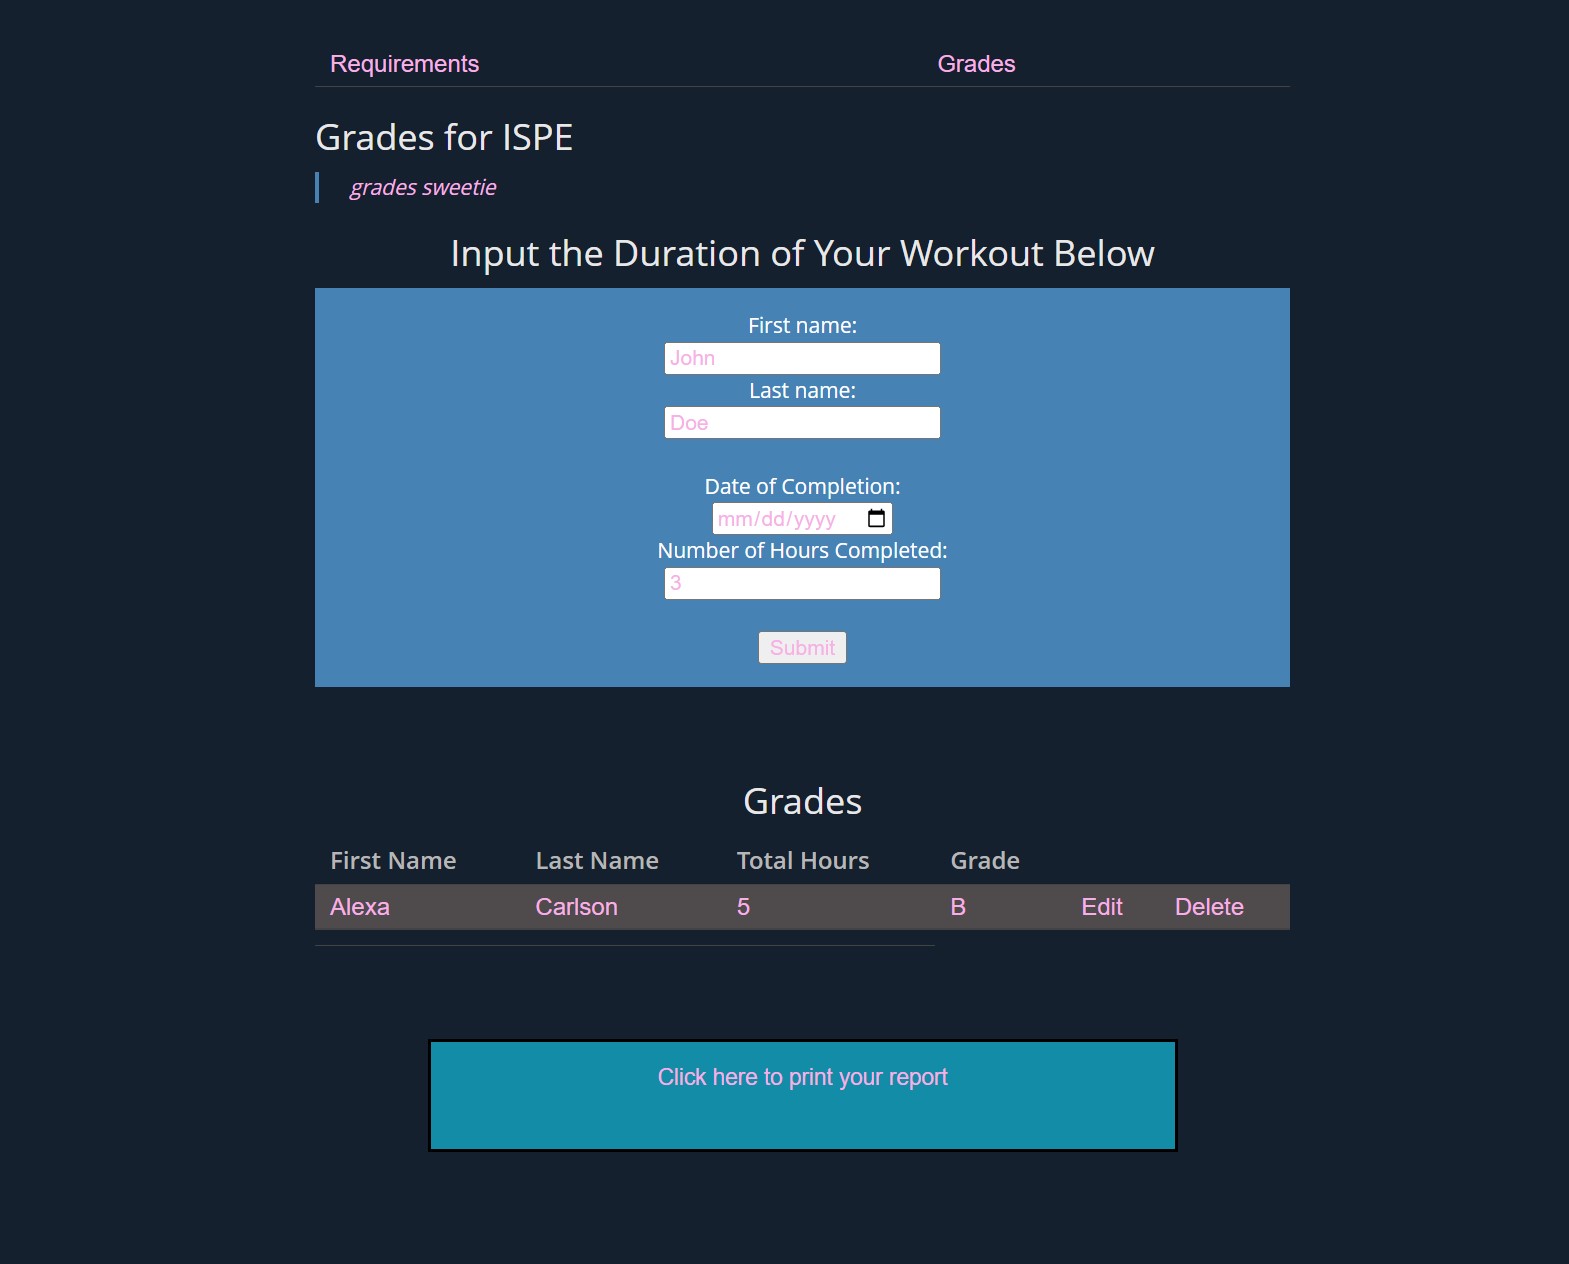 Requirements Grades
Grades for ISPE
grades sweetie
Input the Duration of Your Workout Below
First name:
John
Last name:
Doe
Date of Completion:
mm/dd/yyyy
Number of Hours Completed:
3
Submit
Grades
First Name Last Name Total Hours Grade
Alexa Carlson 5 B Edit Delete
Click here to print your report